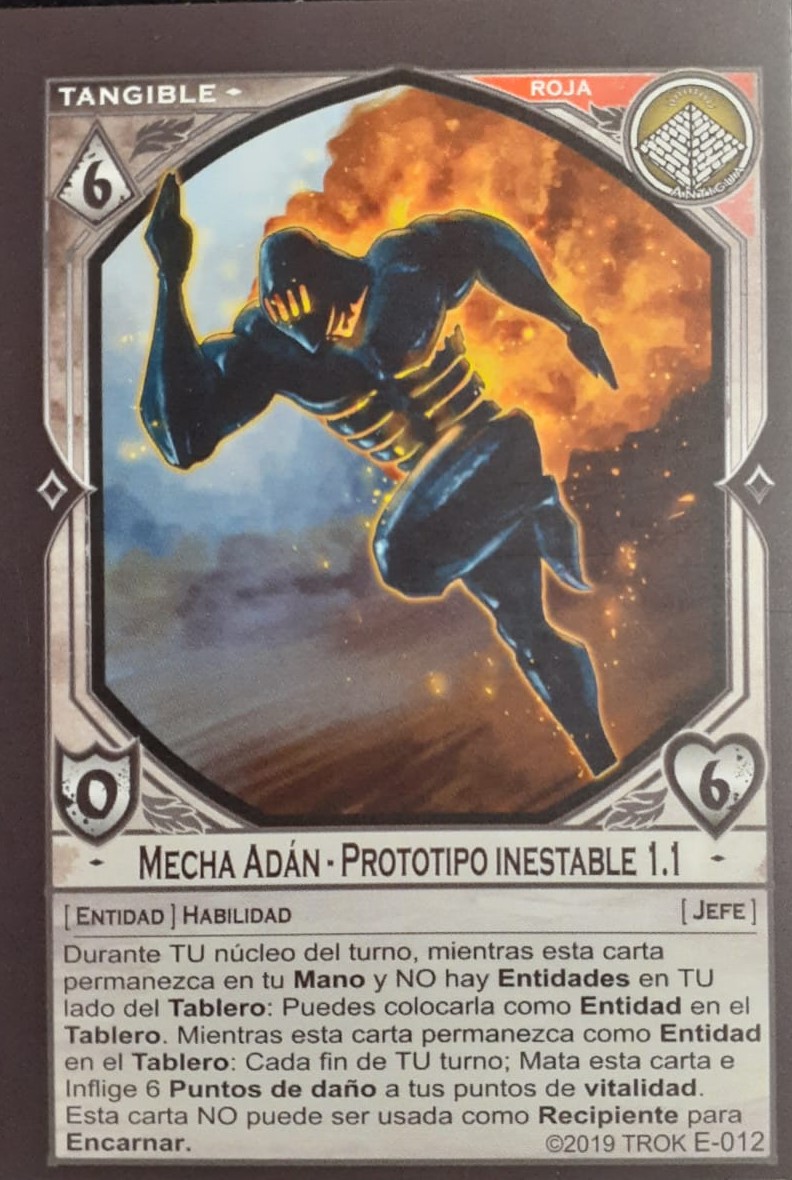 TANGIBLE
ROJA
6
ANTIGUA
0
6
MECHA ADÁN - PROTOTIPO INESTABLE 1.1
[ENTIDAD] HABILIDAD [JEFE]
Durante TU núcleo del turno, mientras esta carta
permanezca en tu Mano y NO hay Entidades en TU
lado del Tablero: Puedes colocarla como Entidad en el
Tablero. Mientras esta carta permanezca como Entidad
en el Tablero: Cada fin de TU turno; Mata esta carta e
Inflige 6 Puntos de daño a tus puntos de vitalidad.
Esta carta NO puede ser usada como Recipiente para
Encarnar. ©2019 TROK E-012